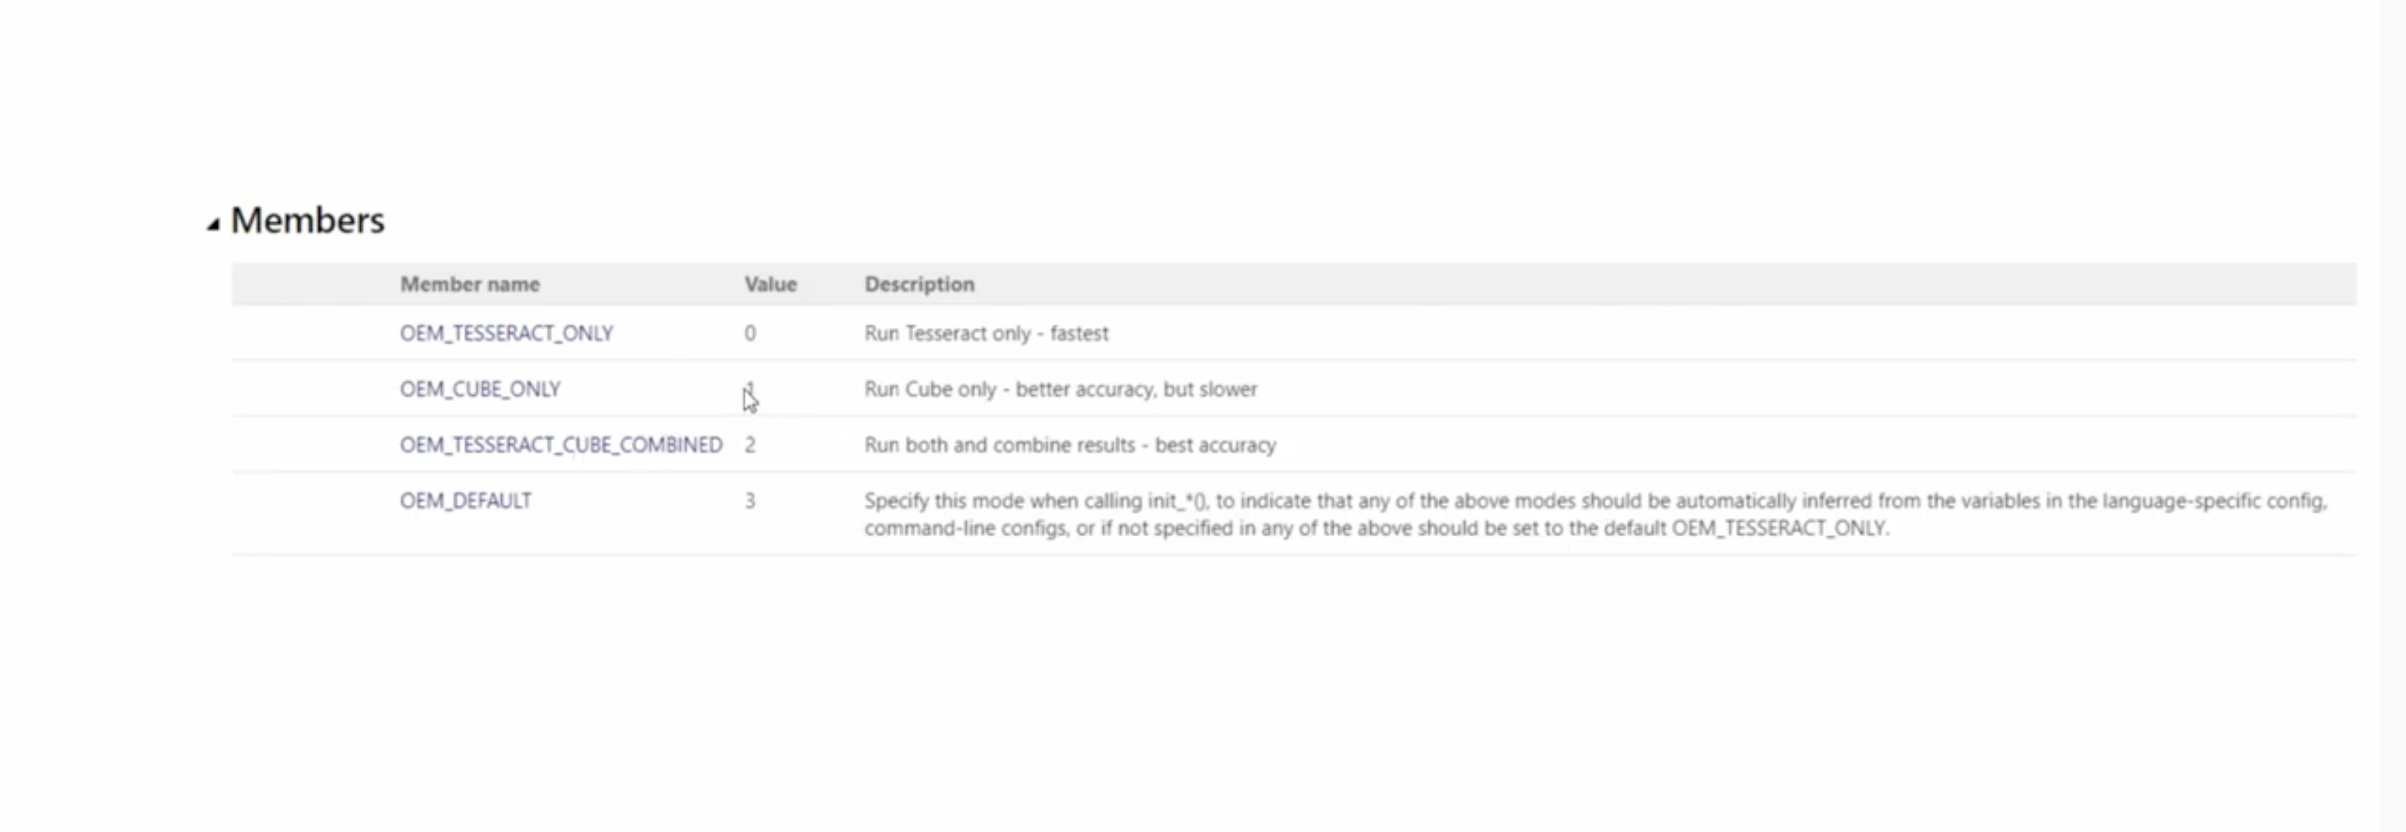 Members
Member name Value Description
OEM_TESSERACT_ONLY 0 Run Tesseract only - fastest
OEM_CUBE_ONLY 1 Run Cube only - better accuracy, but slower
OEM_TESSERACT_CUBE_COMBINED 2 Run both and combine results - best accuracy
OEM_DEFAULT 3 Specify this mode when calling init_*(), to indicate that any of the above modes should be automatically inferred from the variables in the language-specific config,
command-line configs, or if not specified in any of the above should be set to the default OEM_TESSERACT_ONLY.